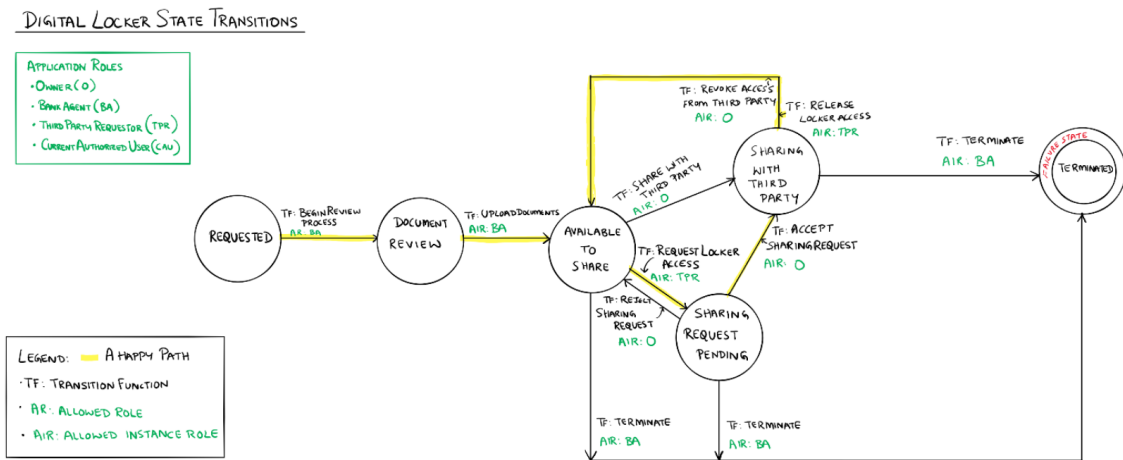 DIGITAL LOCKER STATE TRANSITIONS
APPLICATION ROLES
• OWNER (O)
• BANK AGENT (BA)
• THIRD PARTY REQUESTOR (TPR)
• CURRENT AUTHORIZED USER (CAU)
REQUESTED
TF: BEGIN REVIEW
PROCESS
AR: BA
DOCUMENT
REVIEW
TF: UPLOAD DOCUMENTS
AIR: BA
AVAILABLE
TO
SHARE
TF: SHARE WITH
THIRD PARTY
AIR: O
TF: REVOKE ACCESS
FROM THIRD PARTY
AIR: O
TF: RELEASE
LOCKER ACCESS
AIR: TPR
SHARING
WITH
THIRD
PARTY
TF: TERMINATE
AIR: BA
FAILURE STATE
TERMINATED
TF: REQUEST LOCKER
ACCESS
AIR: TPR
TF: ACCEPT
SHARING REQUEST
AIR: O
TF: REJECT
SHARING
REQUEST
AIR: O
SHARING
REQUEST
PENDING
TF: TERMINATE
AIR: BA
TF: TERMINATE
AIR: BA
LEGEND: A HAPPY PATH
• TF: TRANSITION FUNCTION
• AR: ALLOWED ROLE
• AIR: ALLOWED INSTANCE ROLE